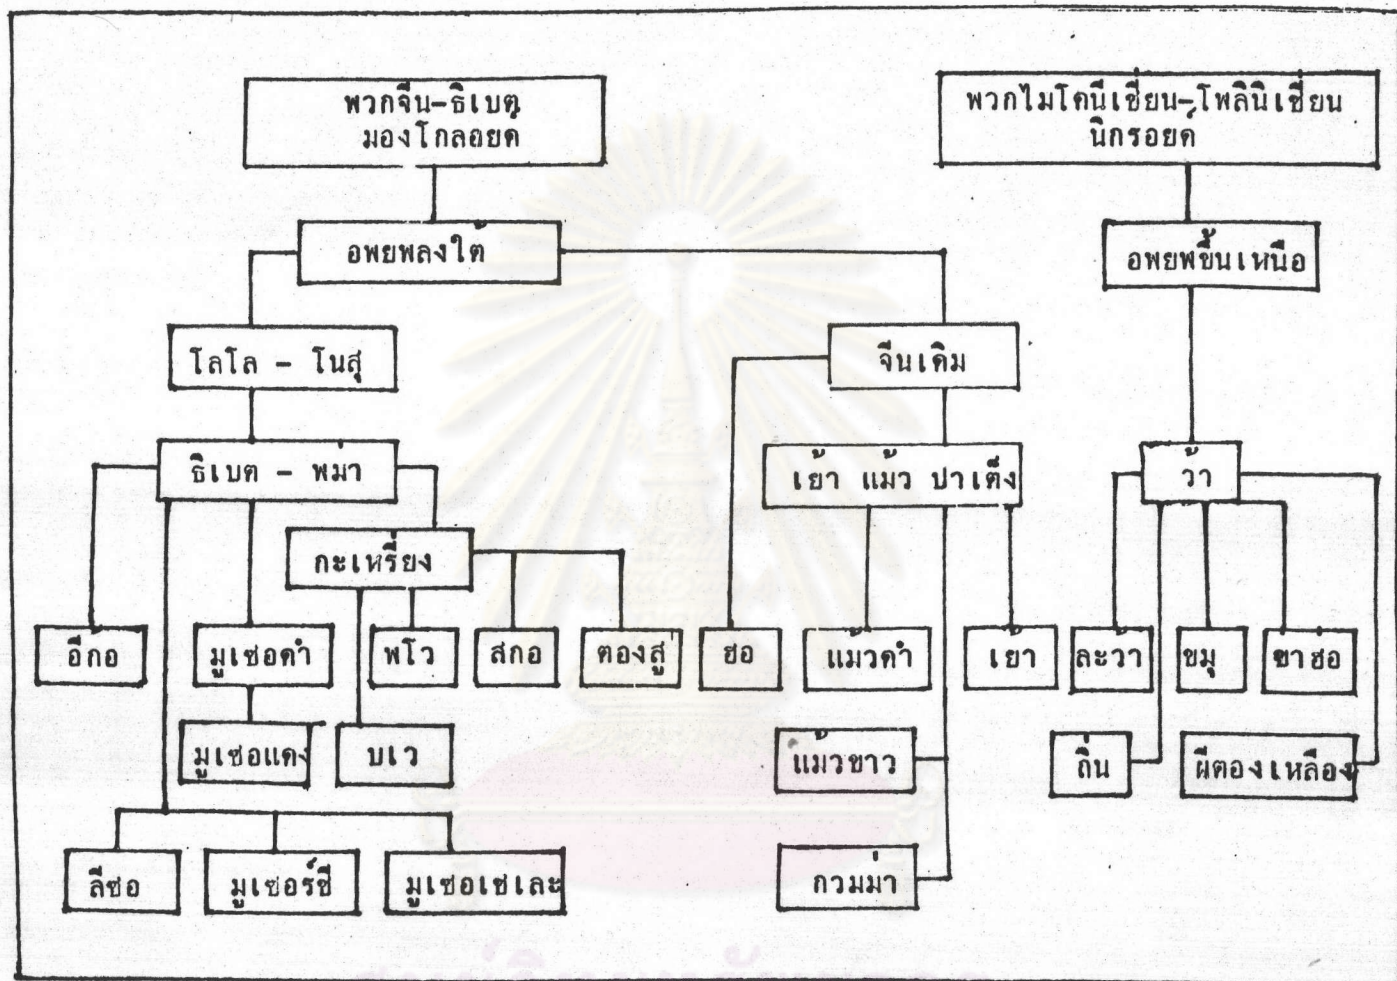 พวกจีน-ธิเบต
มองโกลอยด์
พวกไมโคนีเซี่ยน-โพลินิเซี่ยน
นิกรอยด์
อพยพลงใต้
อพยพขึ้นเหนือ
โลโล - โนสุ
จีนเดิม
ธิเบต - พม่า
เย้า แม้ว ปาเต็ง
ว้า
กะเหรี่ยง
อีก้อ
มูเซอดำ
พโว
สกอ
ตองสู่
ฮ่อ
แม้วดำ
เย้า
ละว้า
ขมุ
ขาฮ่อ
มูเซอแดง
บเว
แม้วขาว
ถิ่น
ผีตองเหลือง
ลีซอ
มูเซอร์ชี
มูเซอเชเละ
กวมม่า